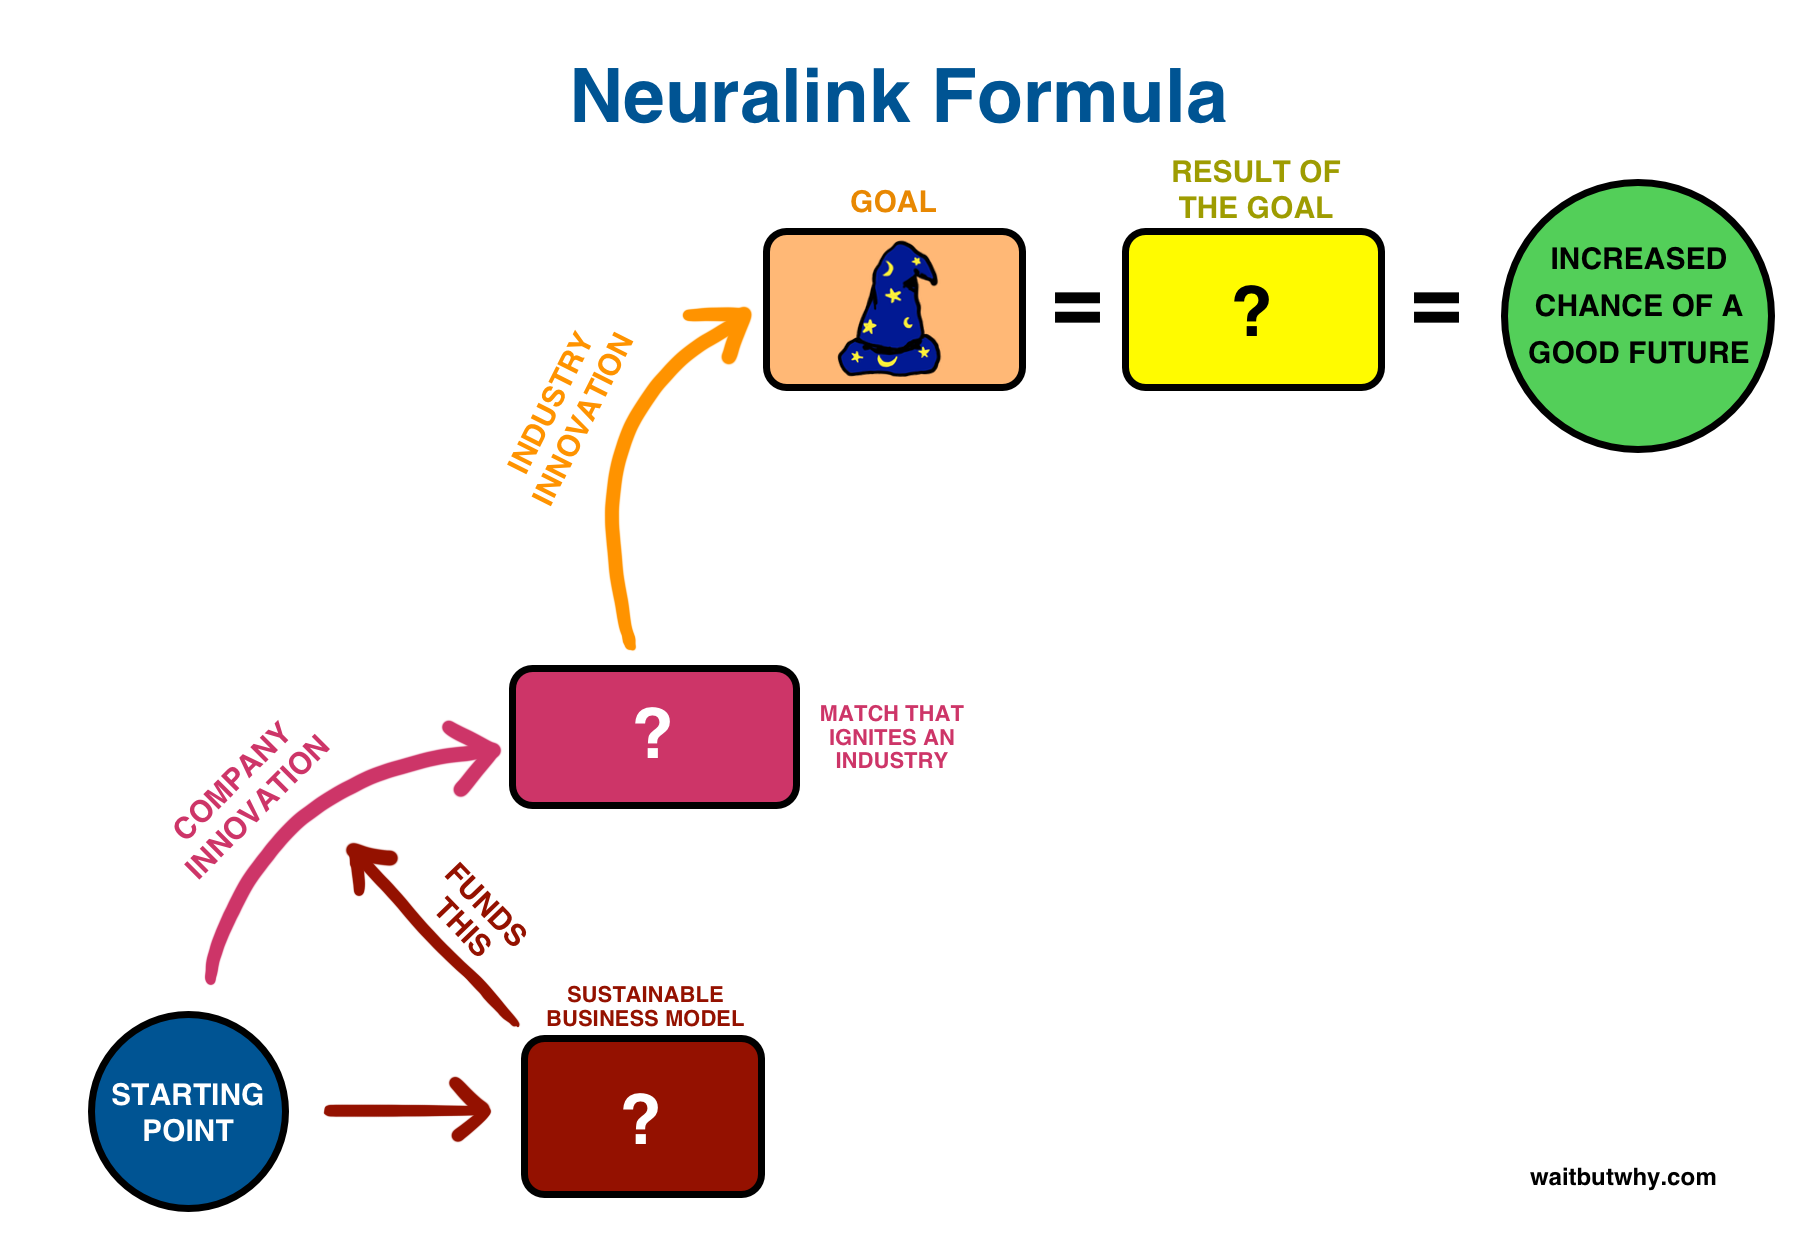 Neuralink Formula
GOAL
RESULT OF
THE GOAL
?
INCREASED
CHANCE OF A
GOOD FUTURE
=
=
INDUSTRY
INNOVATION
?
MATCH THAT
IGNITES AN
INDUSTRY
COMPANY
INNOVATION
FUNDS
THIS
SUSTAINABLE
BUSINESS MODEL
?
STARTING
POINT
waitbutwhy.com